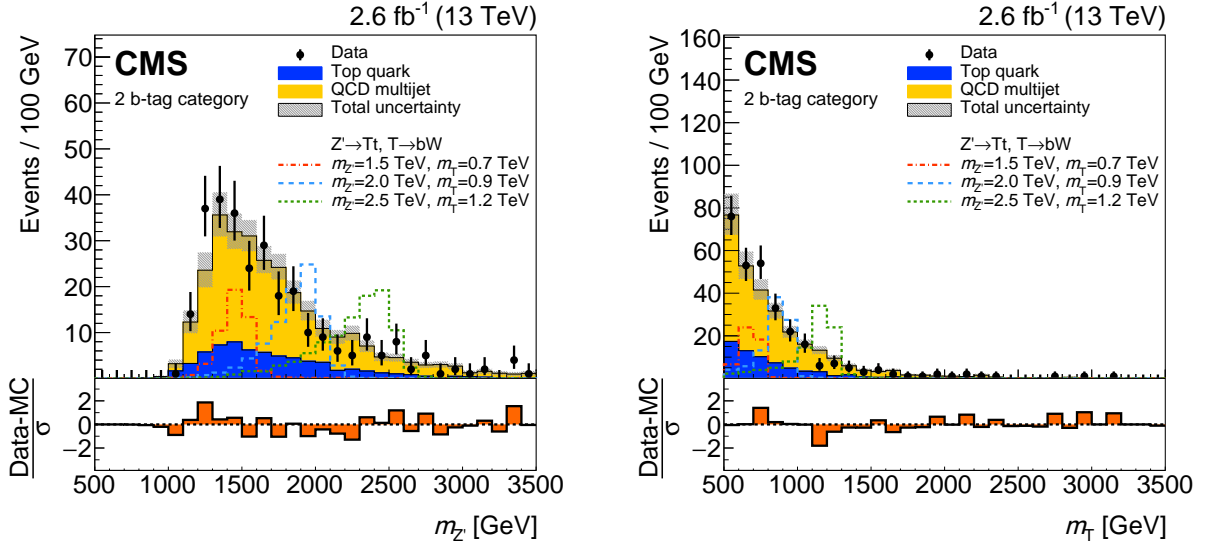 2.6 fb⁻¹ (13 TeV)
Events / 100 GeV
70
60
50
40
30
20
10
CMS
2 b-tag category
Data
Top quark
QCD multijet
Total uncertainty
Z'→Tt, T→bW
m_Z'=1.5 TeV, m_T=0.7 TeV
m_Z'=2.0 TeV, m_T=0.9 TeV
m_Z'=2.5 TeV, m_T=1.2 TeV
Data-MC
σ
2
0
−2
500 1000 1500 2000 2500 3000 3500
m_Z' [GeV]
2.6 fb⁻¹ (13 TeV)
Events / 100 GeV
160
140
120
100
80
60
40
20
CMS
2 b-tag category
Data
Top quark
QCD multijet
Total uncertainty
Z'→Tt, T→bW
m_Z'=1.5 TeV, m_T=0.7 TeV
m_Z'=2.0 TeV, m_T=0.9 TeV
m_Z'=2.5 TeV, m_T=1.2 TeV
Data-MC
σ
2
0
−2
500 1000 1500 2000 2500 3000 3500
m_T [GeV]